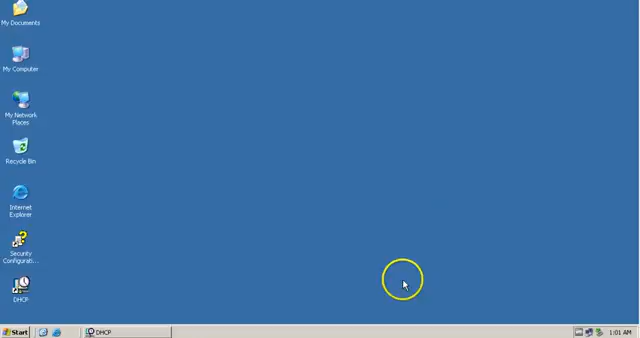 My Documents
My Computer
My Network
Places
Recycle Bin
Internet
Explorer
Security
Configurati...
DHCP
Start
DHCP
1:01 AM